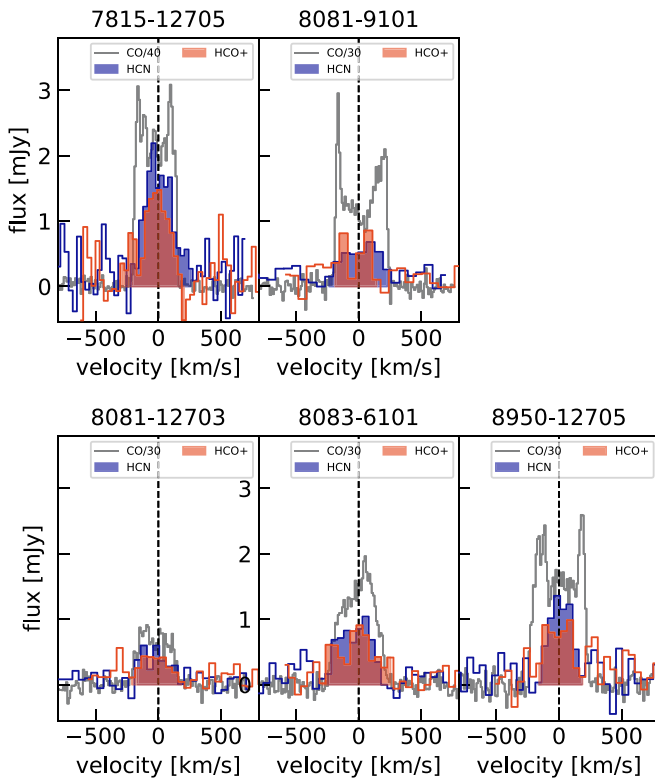 7815-12705 8081-9101
CO/40 HCN HCO+ CO/30 HCN HCO+
flux [mJy]
3
2
1
0
−500 0 500 −500 0 500
velocity [km/s] velocity [km/s]
8081-12703 8083-6101 8950-12705
CO/30 HCN HCO+ CO/30 HCN HCO+ CO/30 HCN HCO+
flux [mJy]
3 3
2 2
1 1
0 0
−500 0 500 −500 0 500 −500 0 500
velocity [km/s] velocity [km/s] velocity [km/s]